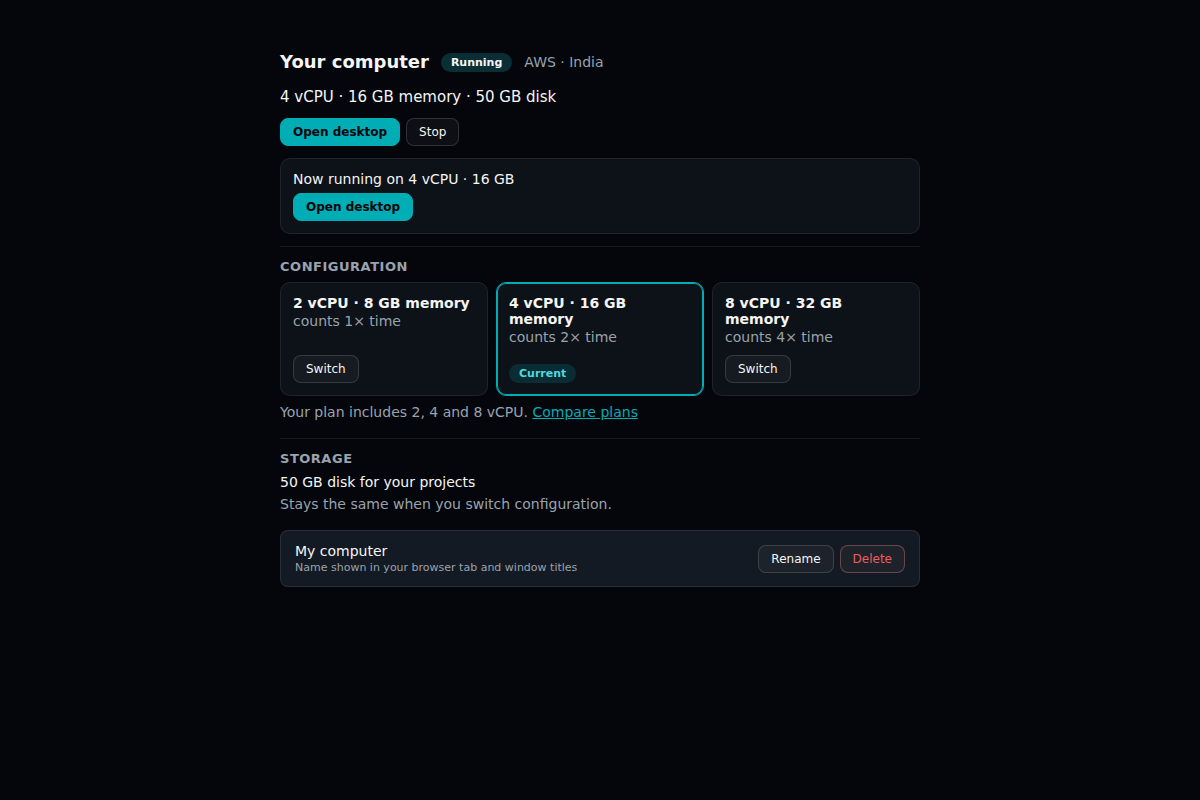 Your computer Running AWS · India
4 vCPU · 16 GB memory · 50 GB disk
Open desktop Stop
Now running on 4 vCPU · 16 GB
Open desktop
CONFIGURATION
2 vCPU · 8 GB memory
counts 1× time
Switch
4 vCPU · 16 GB
memory
counts 2× time
Current
8 vCPU · 32 GB
memory
counts 4× time
Switch
Your plan includes 2, 4 and 8 vCPU. Compare plans
STORAGE
50 GB disk for your projects
Stays the same when you switch configuration.
My computer
Name shown in your browser tab and window titles
Rename Delete